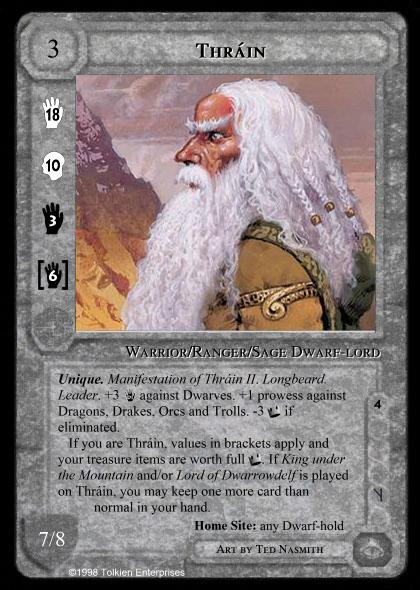 3
THRÁIN
18
10
3
[6]
WARRIOR/RANGER/SAGE DWARF-LORD
Unique. Manifestation of Thráin II. Longbeard.
Leader. +3 against Dwarves. +1 prowess against
Dragons, Drakes, Orcs and Trolls. -3 if
eliminated.
If you are Thráin, values in brackets apply and
your treasure items are worth full . If King under
the Mountain and/or Lord of Dwarrowdelf is played
on Thráin, you may keep one more card than
normal in your hand.
4
Home Site: any Dwarf-hold
7/8
ART BY TED NASMITH
©1998 Tolkien Enterprises